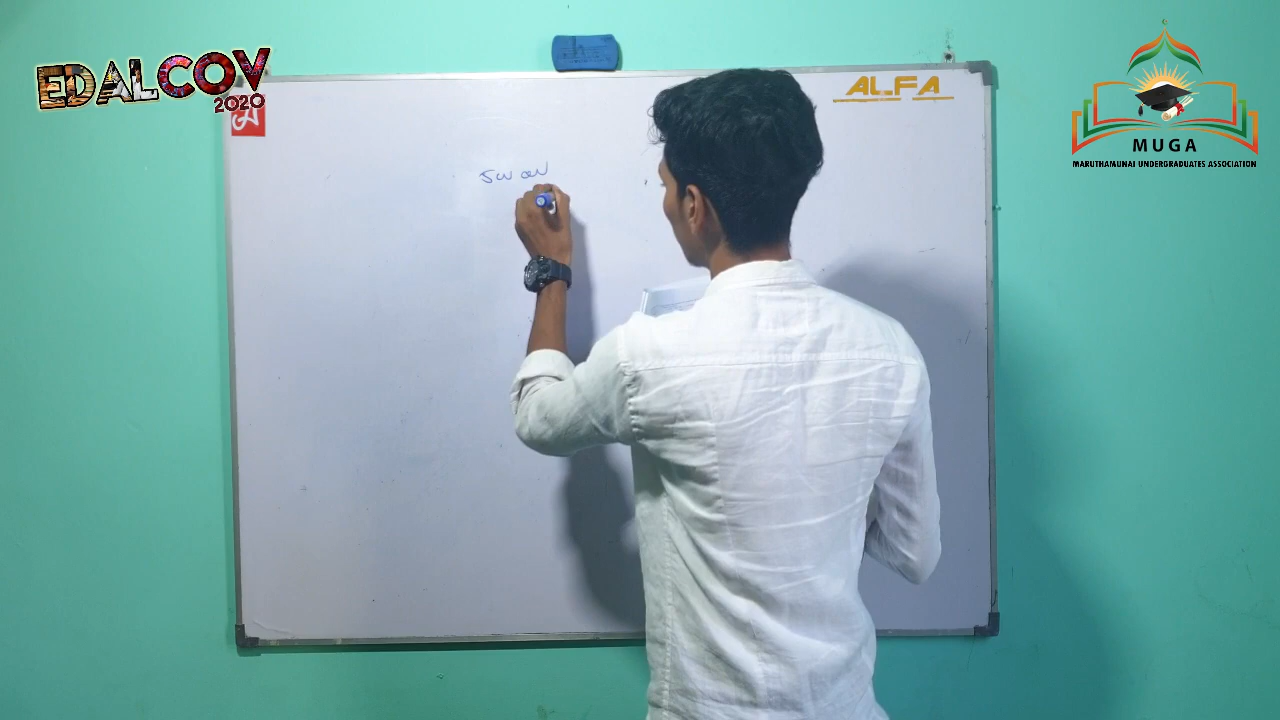 EDALCOV
2020
ALFA
MUGA
MARUTHAMUNAI UNDERGRADUATES ASSOCIATION